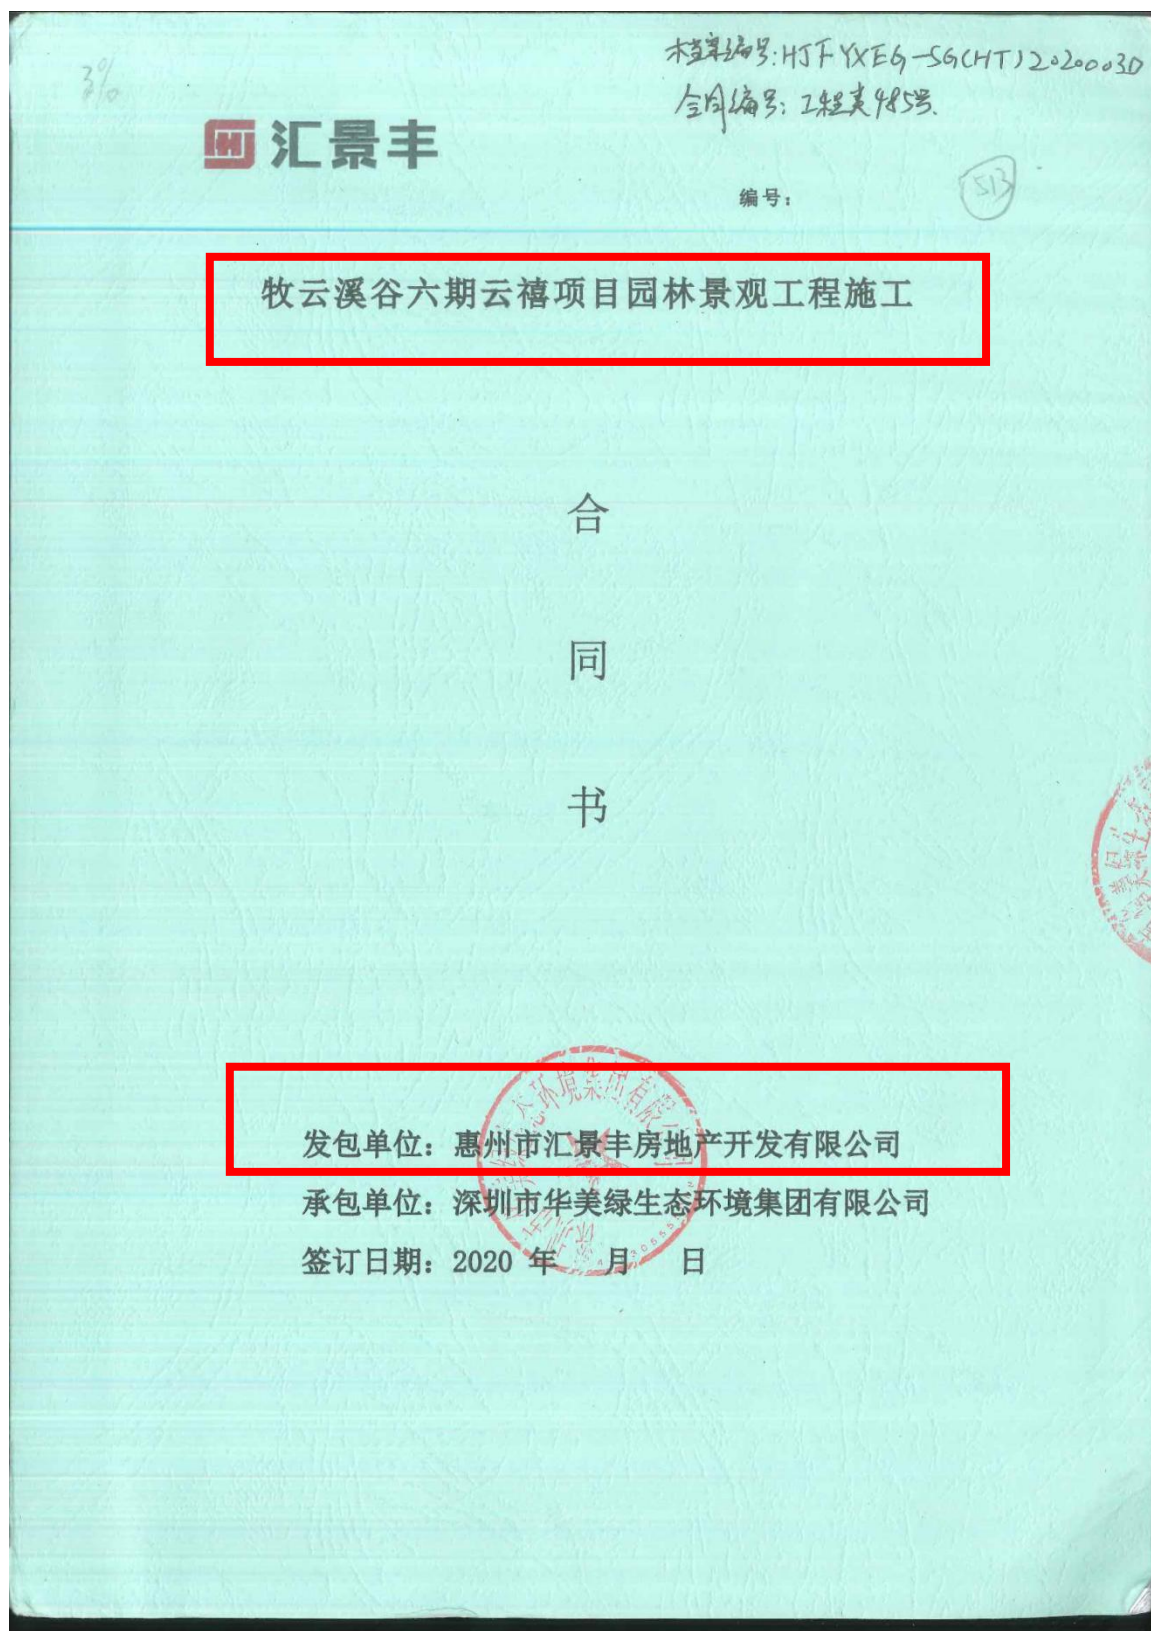 档案编号:HJFYXEG-SG(HT)2020003D
合同编号:工程类485号.
3%
汇景丰
编号:
513
牧云溪谷六期云禧项目园林景观工程施工
合
同
书
发包单位:惠州市汇景丰房地产开发有限公司
承包单位:深圳市华美绿生态环境集团有限公司
签订日期:2020 年 月 日